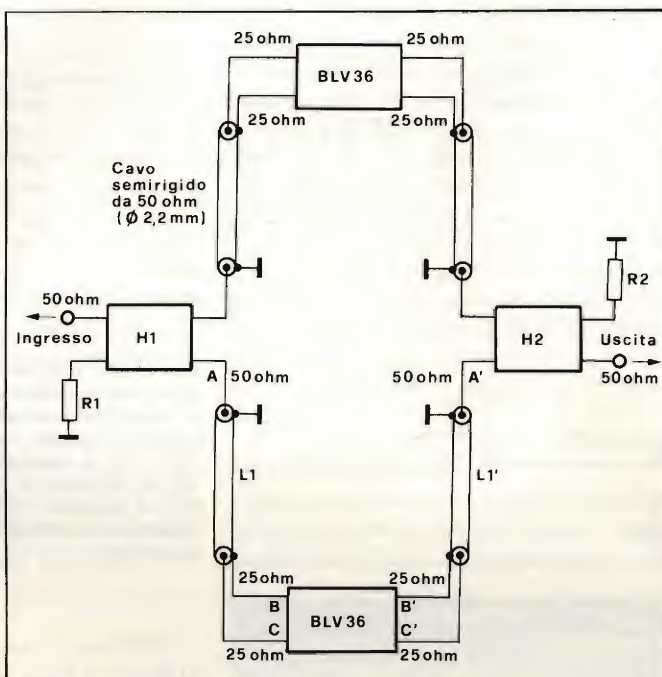 25 ohm
25 ohm
BLV 36
25 ohm
25 ohm
Cavo
semirigido
da 50 ohm
(Ø 2,2 mm)
50 ohm
Ingresso
H1
R1
R2
H2
Uscita
50 ohm
A
50 ohm
50 ohm
A'
L1
L1'
25 ohm
25 ohm
B
BLV 36
B'
C
C'
25 ohm
25 ohm